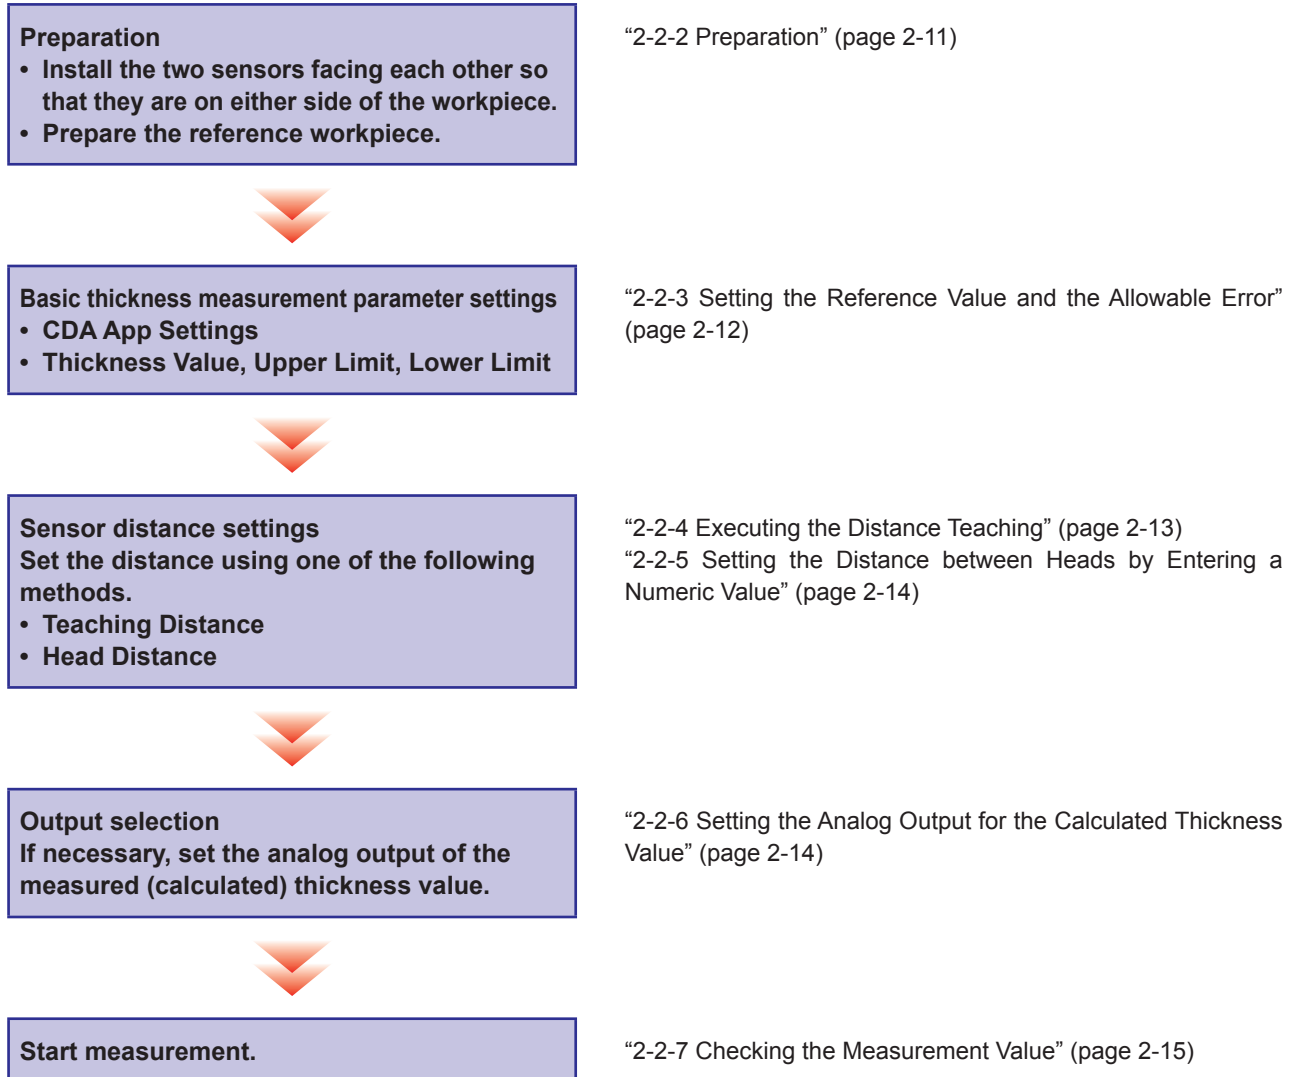 Preparation
• Install the two sensors facing each other so
that they are on either side of the workpiece.
• Prepare the reference workpiece.
“2-2-2 Preparation” (page 2-11)
Basic thickness measurement parameter settings
• CDA App Settings
• Thickness Value, Upper Limit, Lower Limit
“2-2-3 Setting the Reference Value and the Allowable Error”
(page 2-12)
Sensor distance settings
Set the distance using one of the following
methods.
• Teaching Distance
• Head Distance
“2-2-4 Executing the Distance Teaching” (page 2-13)
“2-2-5 Setting the Distance between Heads by Entering a
Numeric Value” (page 2-14)
Output selection
If necessary, set the analog output of the
measured (calculated) thickness value.
“2-2-6 Setting the Analog Output for the Calculated Thickness
Value” (page 2-14)
Start measurement.
“2-2-7 Checking the Measurement Value” (page 2-15)